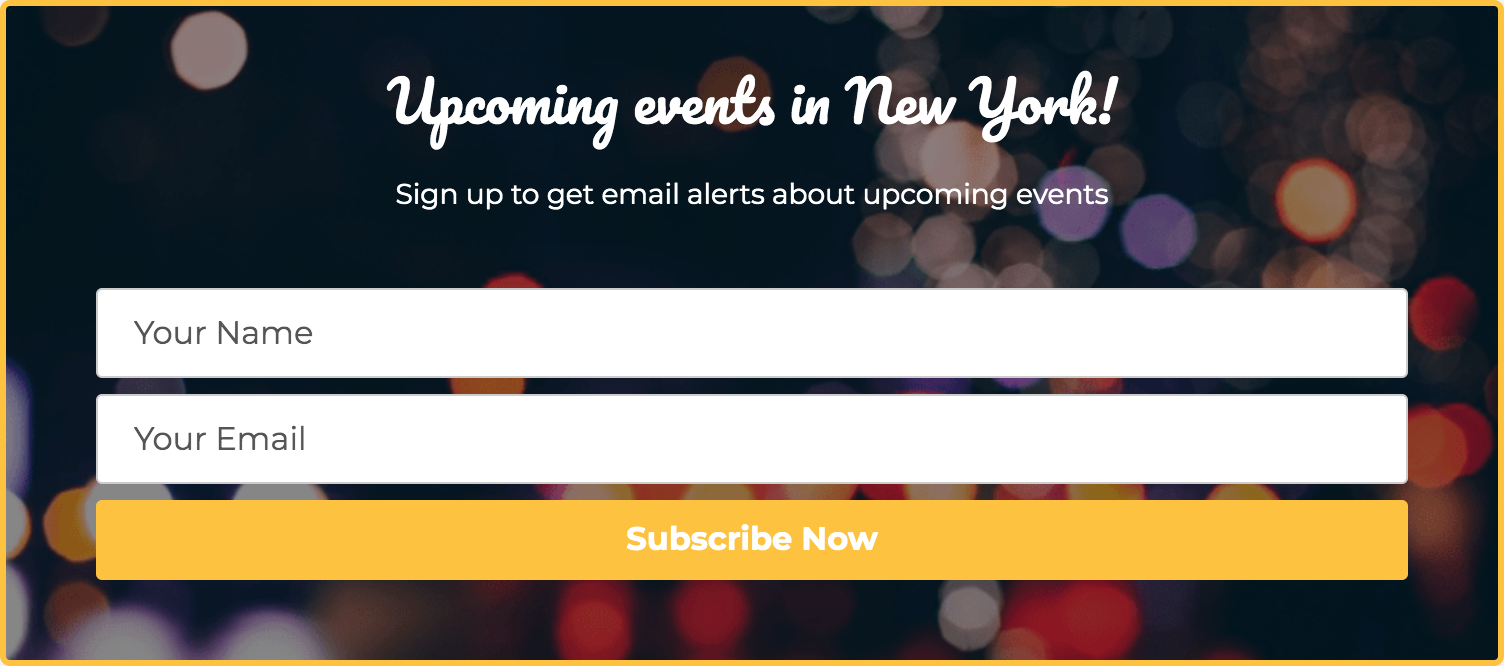 Upcoming events in New York!
Sign up to get email alerts about upcoming events
Your Name
Your Email
Subscribe Now